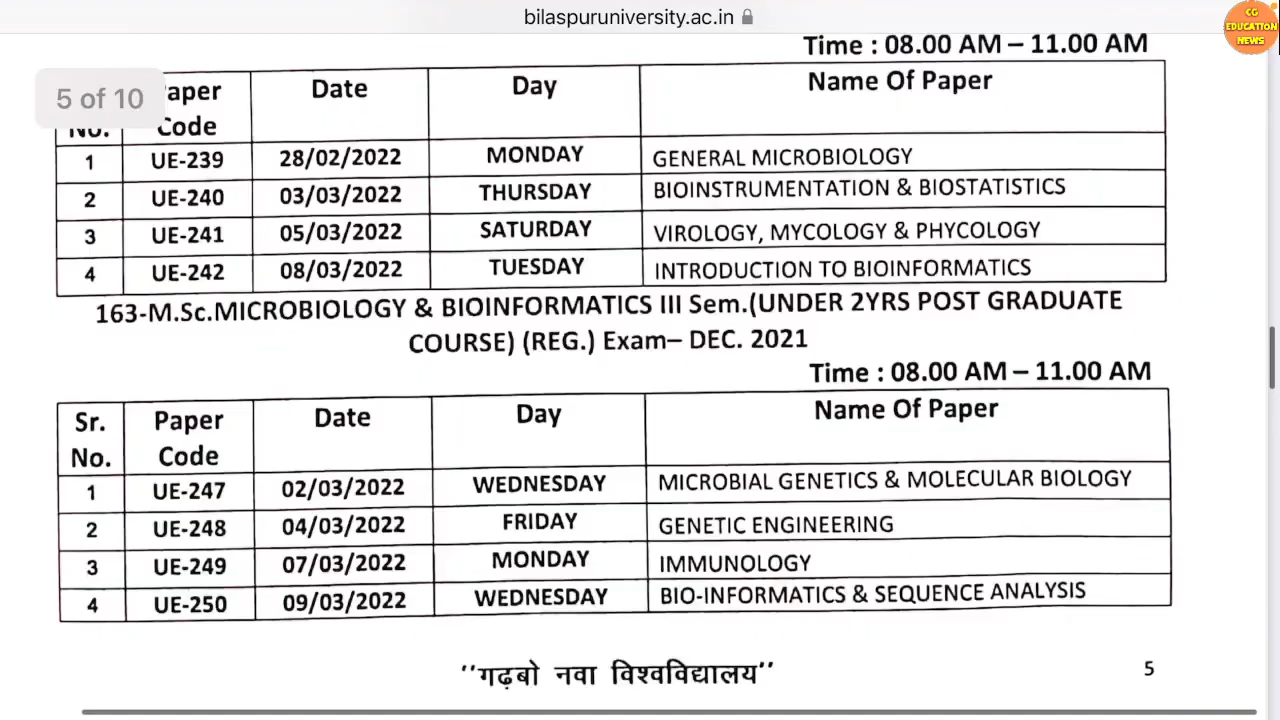 bilaspuruniversity.ac.in
CG
EDUCATION
NEWS
Time : 08.00 AM – 11.00 AM
5 of 10
No. Paper Code Date Day Name Of Paper
1 UE-239 28/02/2022 MONDAY GENERAL MICROBIOLOGY
2 UE-240 03/03/2022 THURSDAY BIOINSTRUMENTATION & BIOSTATISTICS
3 UE-241 05/03/2022 SATURDAY VIROLOGY, MYCOLOGY & PHYCOLOGY
4 UE-242 08/03/2022 TUESDAY INTRODUCTION TO BIOINFORMATICS
163-M.Sc.MICROBIOLOGY & BIOINFORMATICS III Sem.(UNDER 2YRS POST GRADUATE
COURSE) (REG.) Exam– DEC. 2021
Time : 08.00 AM – 11.00 AM
Sr. No. Paper Code Date Day Name Of Paper
1 UE-247 02/03/2022 WEDNESDAY MICROBIAL GENETICS & MOLECULAR BIOLOGY
2 UE-248 04/03/2022 FRIDAY GENETIC ENGINEERING
3 UE-249 07/03/2022 MONDAY IMMUNOLOGY
4 UE-250 09/03/2022 WEDNESDAY BIO-INFORMATICS & SEQUENCE ANALYSIS
''गढ़बो नवा विश्वविद्यालय''
5